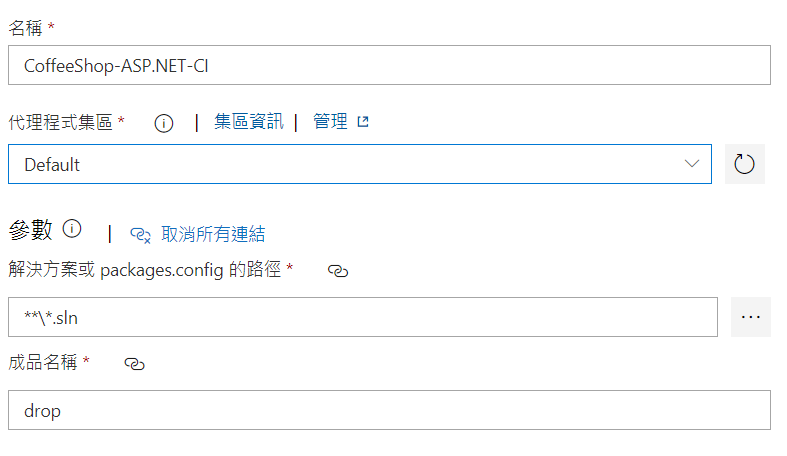 名稱 *
CoffeeShop-ASP.NET-CI
代理程式集區 * | 集區資訊 | 管理
Default
參數 | 取消所有連結
解決方案或 packages.config 的路徑 *
**\*.sln
成品名稱 *
drop